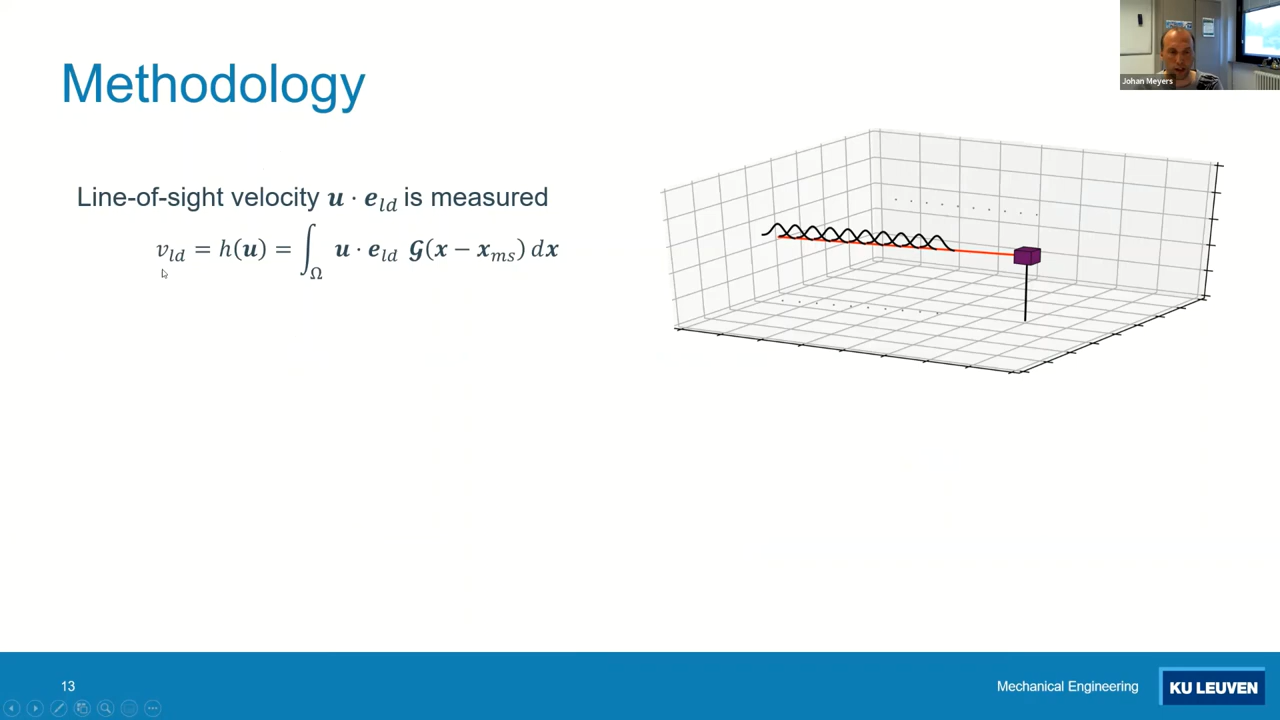 Methodology
Johan Meyers
Line-of-sight velocity 𝒖 · 𝒆_ld is measured
v_ld = h(𝒖) = ∫_Ω 𝒖 · 𝒆_ld 𝓖(𝒙 − 𝒙_ms) d𝒙
13
Mechanical Engineering
KU LEUVEN